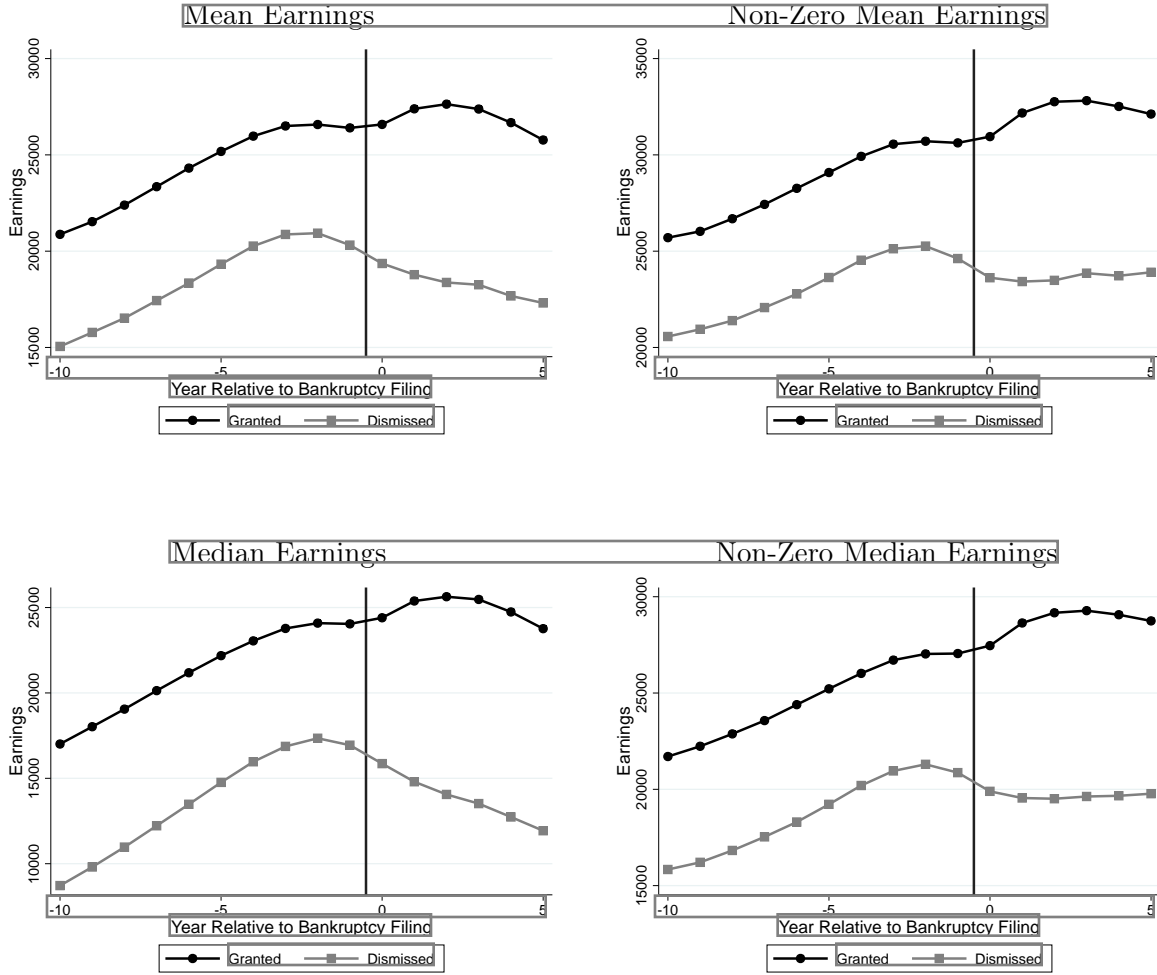 Mean Earnings
Non-Zero Mean Earnings
30000
25000
20000
15000
Earnings
-10
-5
0
5
Year Relative to Bankruptcy Filing
Granted
Dismissed
35000
30000
25000
20000
Earnings
-10
-5
0
5
Year Relative to Bankruptcy Filing
Granted
Dismissed
Median Earnings
Non-Zero Median Earnings
25000
20000
15000
10000
Earnings
-10
-5
0
5
Year Relative to Bankruptcy Filing
Granted
Dismissed
30000
25000
20000
15000
Earnings
-10
-5
0
5
Year Relative to Bankruptcy Filing
Granted
Dismissed